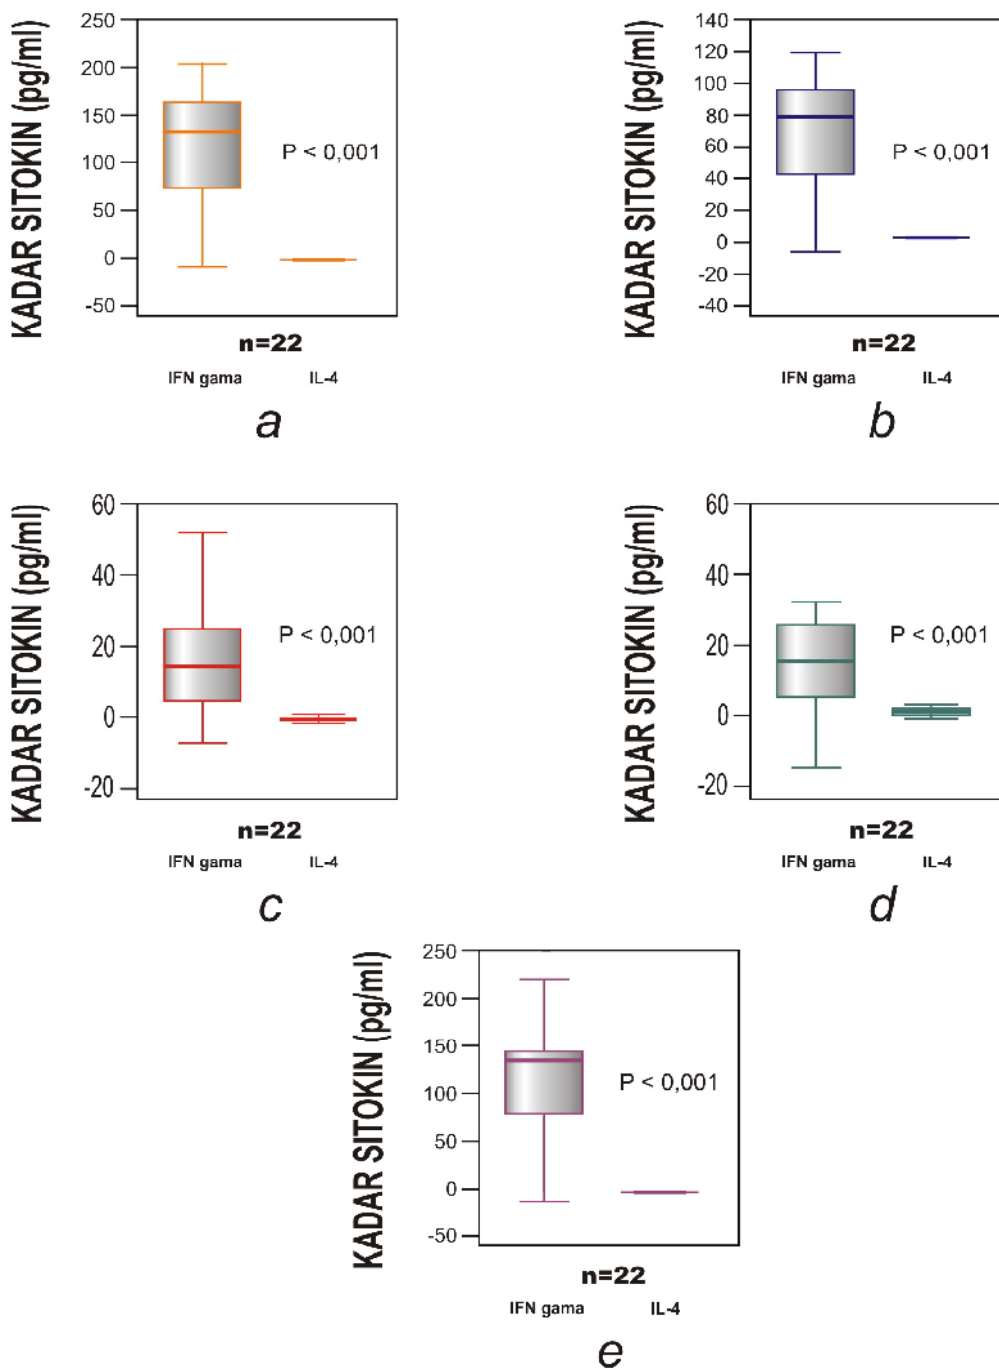 KADAR SITOKIN (pg/ml)
250
200
150
100
50
0
-50
P < 0,001
n=22
IFN gama IL-4
a
KADAR SITOKIN (pg/ml)
140
120
100
80
60
40
20
0
-20
-40
P < 0,001
n=22
IFN gama IL-4
b
KADAR SITOKIN (pg/ml)
60
40
20
0
-20
P < 0,001
n=22
IFN gama IL-4
c
KADAR SITOKIN (pg/ml)
60
40
20
0
-20
P < 0,001
n=22
IFN gama IL-4
d
KADAR SITOKIN (pg/ml)
250
200
150
100
50
0
-50
P < 0,001
n=22
IFN gama IL-4
e